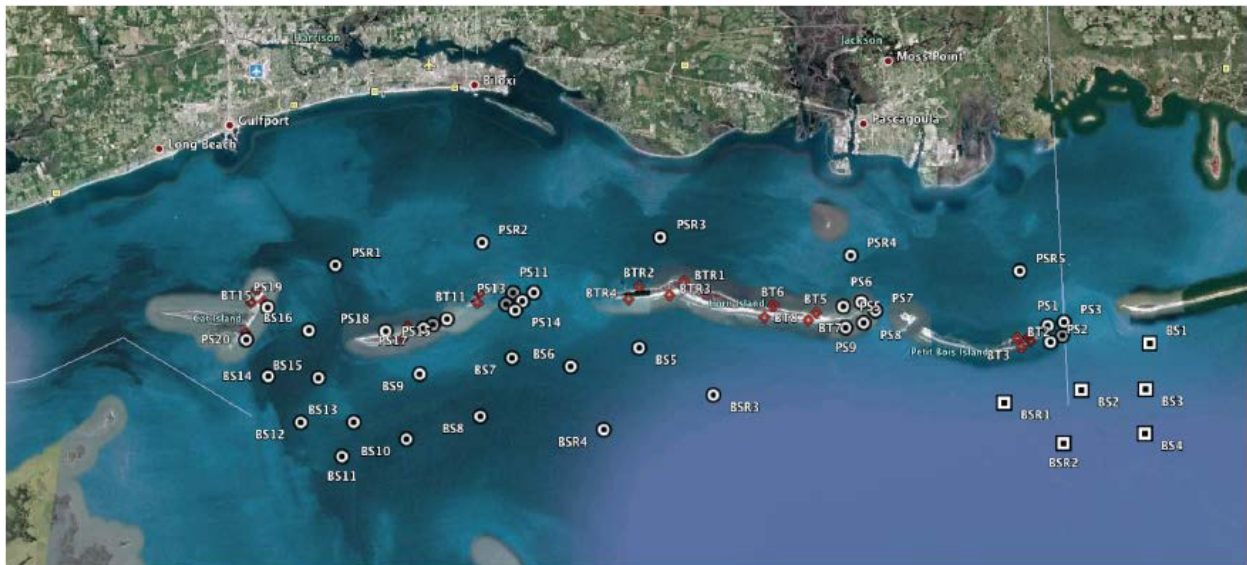 Harrison
Jackson
Moss Point
Biloxi
Gulfport
Pascagoula
Long Beach
PSR3
PSR2
PSR4
PSR1
PSR5
BTR2
BTR1
PS19
PS11
PS6
BT15
BT11
PS13
BTR4
BTR3
BT6
BT5
PS5
PS7
PS1
PS3
Horn Island
BS16
Cat Island
PS18
PS14
BT8
BT7
PS8
BT2
PS2
BS1
PS20
PS17
PS9
Petit Bois Island
BT3
BS15
BS6
BS5
BS14
BS9
BS7
BS2
BS3
BSR3
BSR1
BS13
BS12
BS8
BS4
BS10
BSR4
BSR2
BS11